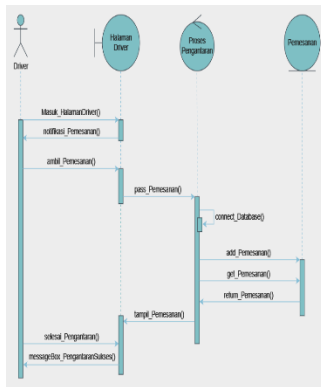 Halaman
Driver
Proses
Pengantaran
Pemesanan
Driver
Masuk_HalamanDriver()
notifikasi_Pemesanan()
ambil_Pemesanan()
pass_Pemesanan()
connect_Database()
add_Pemesanan()
get_Pemesanan()
return_Pemesanan()
tampil_Pemesanan()
selesai_Pengantaran()
messageBox_PengantaranSukses()